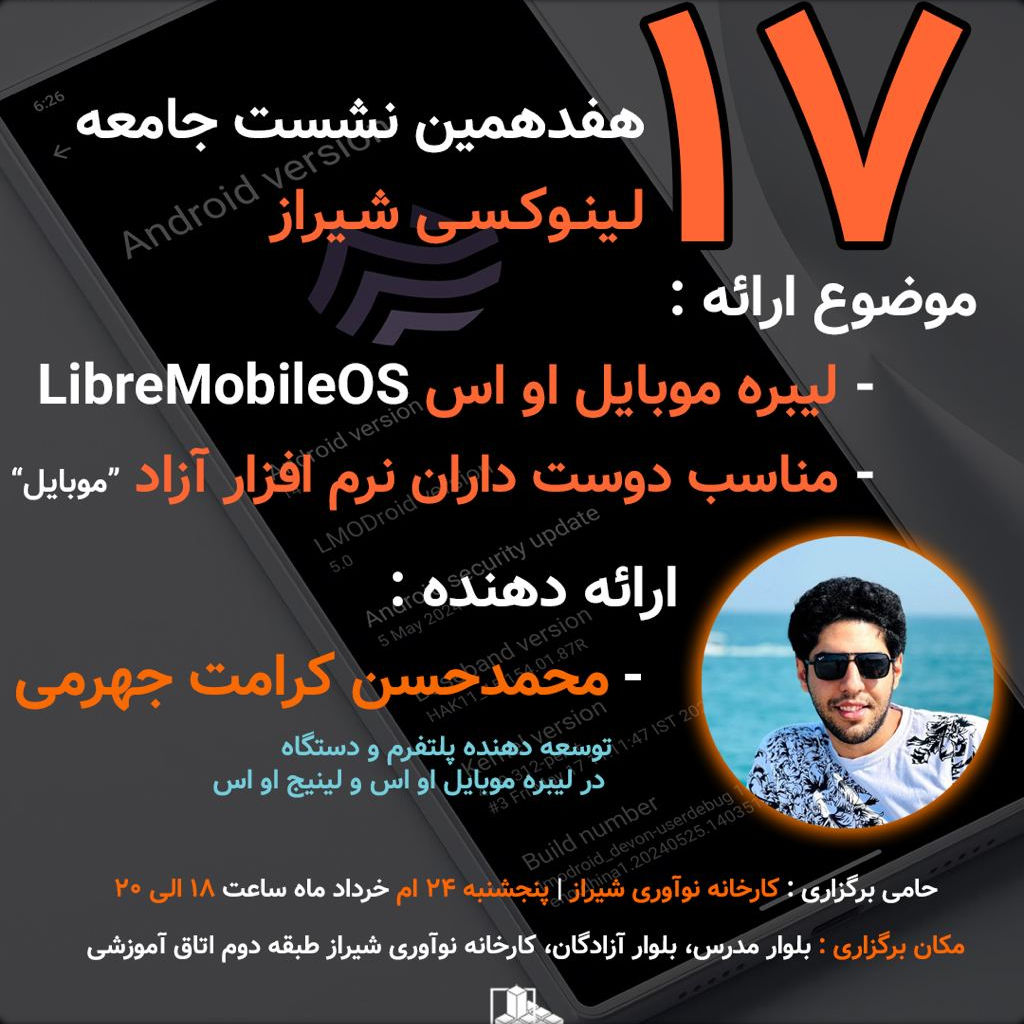 ۱۷
هفدهمین نشست جامعه
لینوکسی شیراز
موضوع ارائه :
- لیبره موبایل او اس LibreMobileOS
- مناسب دوست داران نرم افزار آزاد ”موبایل“
ارائه دهنده :
- محمدحسن کرامت جهرمی
توسعه دهنده پلتفرم و دستگاه
در لیبره موبایل او اس و لینیج او اس
حامی برگزاری : کارخانه نوآوری شیراز | پنجشنبه ۲۴ ام خرداد ماه ساعت ۱۸ الی ۲۰
مکان برگزاری : بلوار مدرس، بلوار آزادگان، کارخانه نوآوری شیراز طبقه دوم اتاق آموزشی
6:26
Android version
Android version
LMODroid version
5.0
Android security update
5 May
Baseband version
Kernel version
Build number